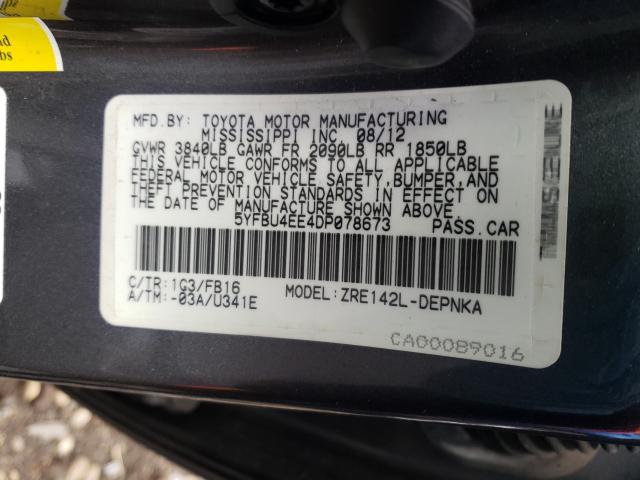 nd
bs
MFD.BY: TOYOTA MOTOR MANUFACTURING
MISSISSIPPI INC. 08/12
GVWR 3840LB GAWR FR 2090LB RR 1850LB
THIS VEHICLE CONFORMS TO ALL APPLICABLE
FEDERAL MOTOR VEHICLE SAFETY, BUMPER, AND
THEFT PREVENTION STANDARDS IN EFFECT ON
THE DATE OF MANUFACTURE SHOWN ABOVE.
5YFBU4EE4DP078673 PASS.CAR
C/TR:1G3/FB16 MODEL:ZRE142L-DEPNKA
A/TM:-03A/U341E
CA00089016